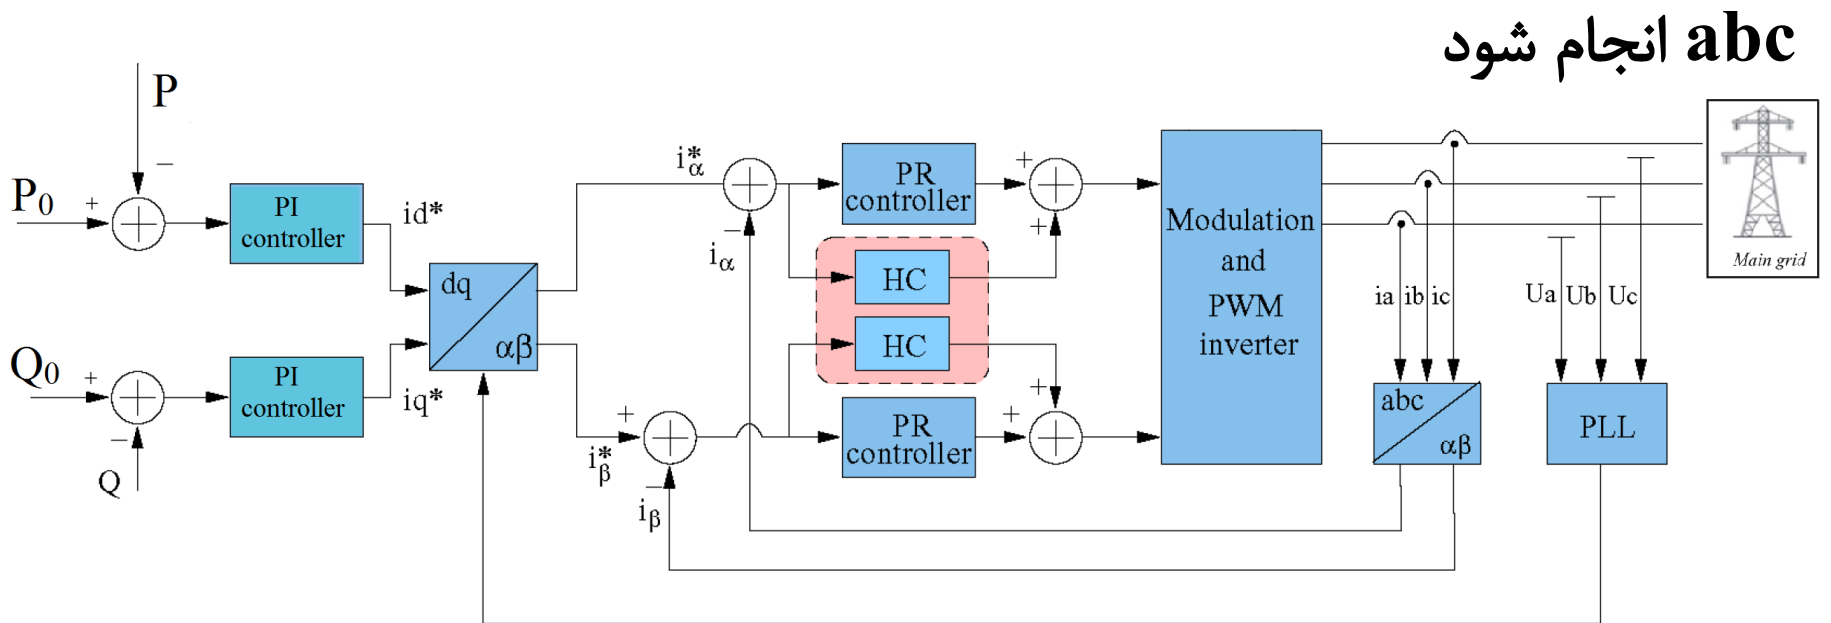 abc انجام شود
P
−
P₀
+
PI
controller
id*
dq
αβ
Q₀
+
−
Q
PI
controller
iq*
i*α
−
iα
PR
controller
+
+
HC
HC
+
i*β
−
iβ
PR
controller
+
+
Modulation
and
PWM
inverter
Main grid
ia ib ic
Ua Ub Uc
abc
αβ
PLL